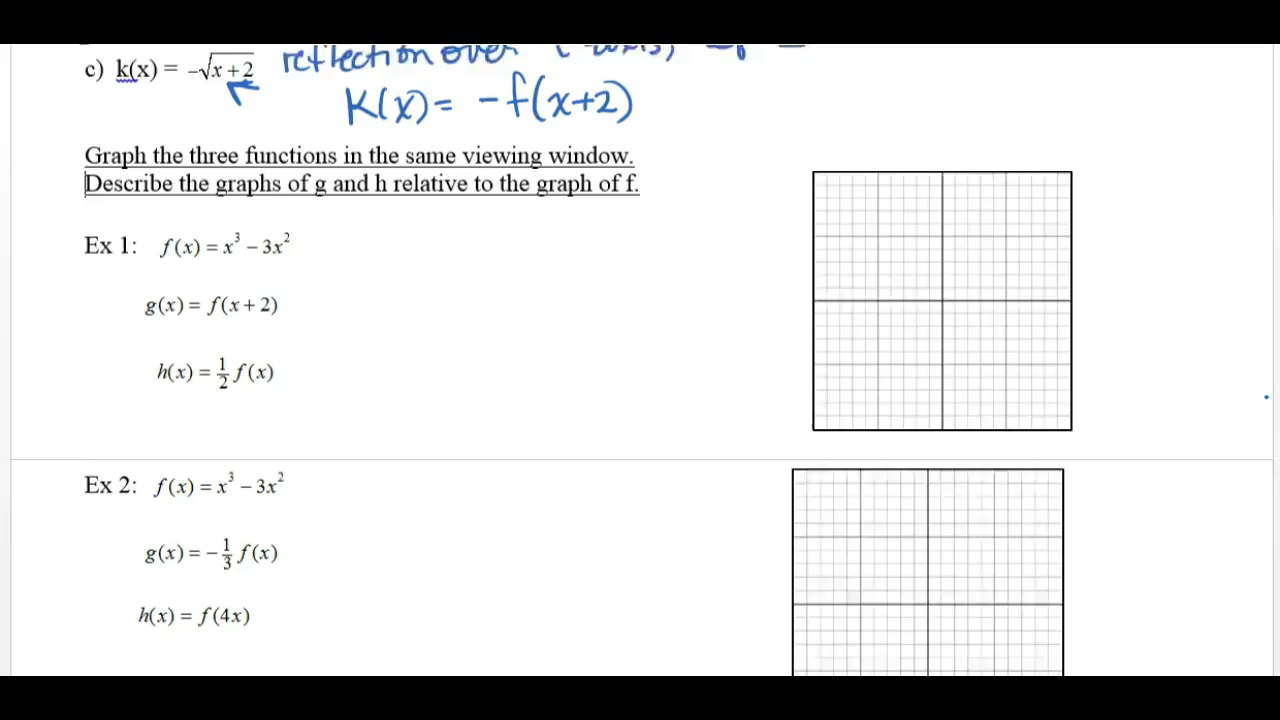 reflection over
c) k(x) = −√x + 2
K(x) = −f(x+2)
Graph the three functions in the same viewing window.
Describe the graphs of g and h relative to the graph of f.
Ex 1: f(x) = x³ − 3x²
g(x) = f(x + 2)
h(x) = ½ f(x)
Ex 2: f(x) = x³ − 3x²
g(x) = −⅓ f(x)
h(x) = f(4x)